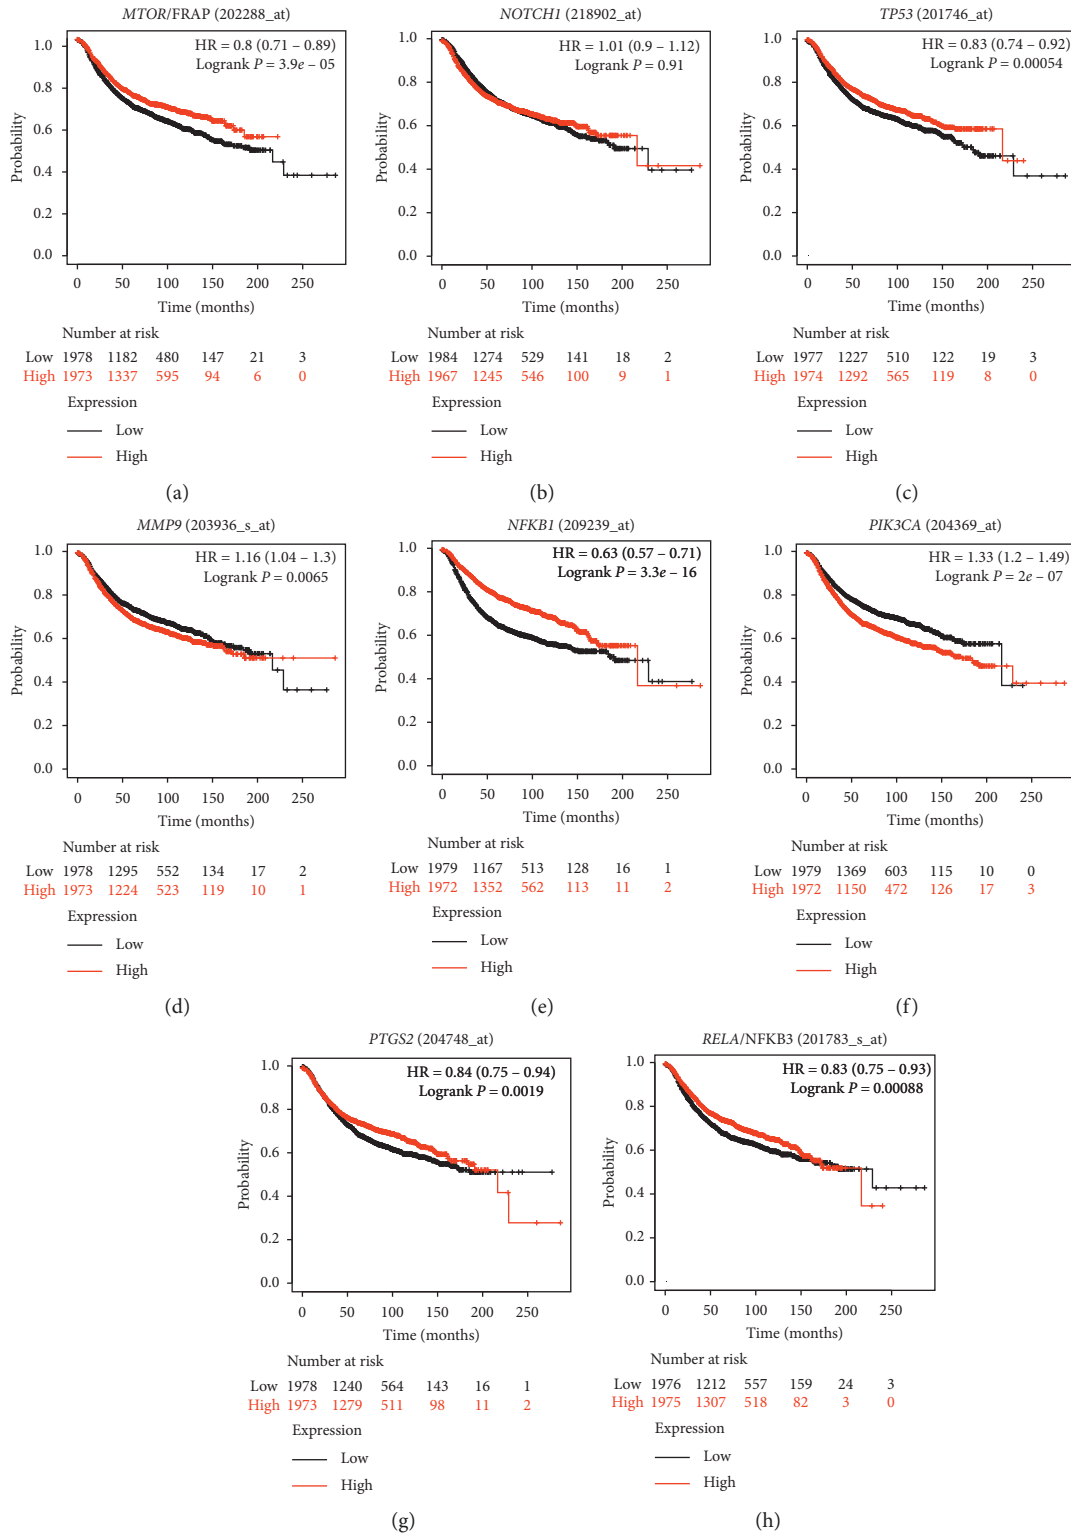 MTOR/FRAP (202288_at)
HR = 0.8 (0.71 – 0.89)
Logrank P = 3.9e – 05
1.0
0.8
0.6
0.4
0.2
0.0
Probability
0 50 100 150 200 250
Time (months)
Number at risk
Low 1978 1182 480 147 21 3
High 1973 1337 595 94 6 0
Expression
Low
High
(a)
NOTCH1 (218902_at)
HR = 1.01 (0.9 – 1.12)
Logrank P = 0.91
1.0
0.8
0.6
0.4
0.2
0.0
Probability
0 50 100 150 200 250
Time (months)
Number at risk
Low 1984 1274 529 141 18 2
High 1967 1245 546 100 9 1
Expression
Low
High
(b)
TP53 (201746_at)
HR = 0.83 (0.74 – 0.92)
Logrank P = 0.00054
1.0
0.8
0.6
0.4
0.2
0.0
Probability
0 50 100 150 200 250
Time (months)
Number at risk
Low 1977 1227 510 122 19 3
High 1974 1292 565 119 8 0
Expression
Low
High
(c)
MMP9 (203936_s_at)
HR = 1.16 (1.04 – 1.3)
Logrank P = 0.0065
1.0
0.8
0.6
0.4
0.2
0.0
Probability
0 50 100 150 200 250
Time (months)
Number at risk
Low 1978 1295 552 134 17 2
High 1973 1224 523 119 10 1
Expression
Low
High
(d)
NFKB1 (209239_at)
HR = 0.63 (0.57 – 0.71)
Logrank P = 3.3e – 16
1.0
0.8
0.6
0.4
0.2
0.0
Probability
0 50 100 150 200 250
Time (months)
Number at risk
Low 1979 1167 513 128 16 1
High 1972 1352 562 113 11 2
Expression
Low
High
(e)
PIK3CA (204369_at)
HR = 1.33 (1.2 – 1.49)
Logrank P = 2e – 07
1.0
0.8
0.6
0.4
0.2
0.0
Probability
0 50 100 150 200 250
Time (months)
Number at risk
Low 1979 1369 603 115 10 0
High 1972 1150 472 126 17 3
Expression
Low
High
(f)
PTGS2 (204748_at)
HR = 0.84 (0.75 – 0.94)
Logrank P = 0.0019
1.0
0.8
0.6
0.4
0.2
0.0
Probability
0 50 100 150 200 250
Time (months)
Number at risk
Low 1978 1240 564 143 16 1
High 1973 1279 511 98 11 2
Expression
Low
High
(g)
RELA/NFKB3 (201783_s_at)
HR = 0.83 (0.75 – 0.93)
Logrank P = 0.00088
1.0
0.8
0.6
0.4
0.2
0.0
Probability
0 50 100 150 200 250
Time (months)
Number at risk
Low 1976 1212 557 159 24 3
High 1975 1307 518 82 3 0
Expression
Low
High
(h)